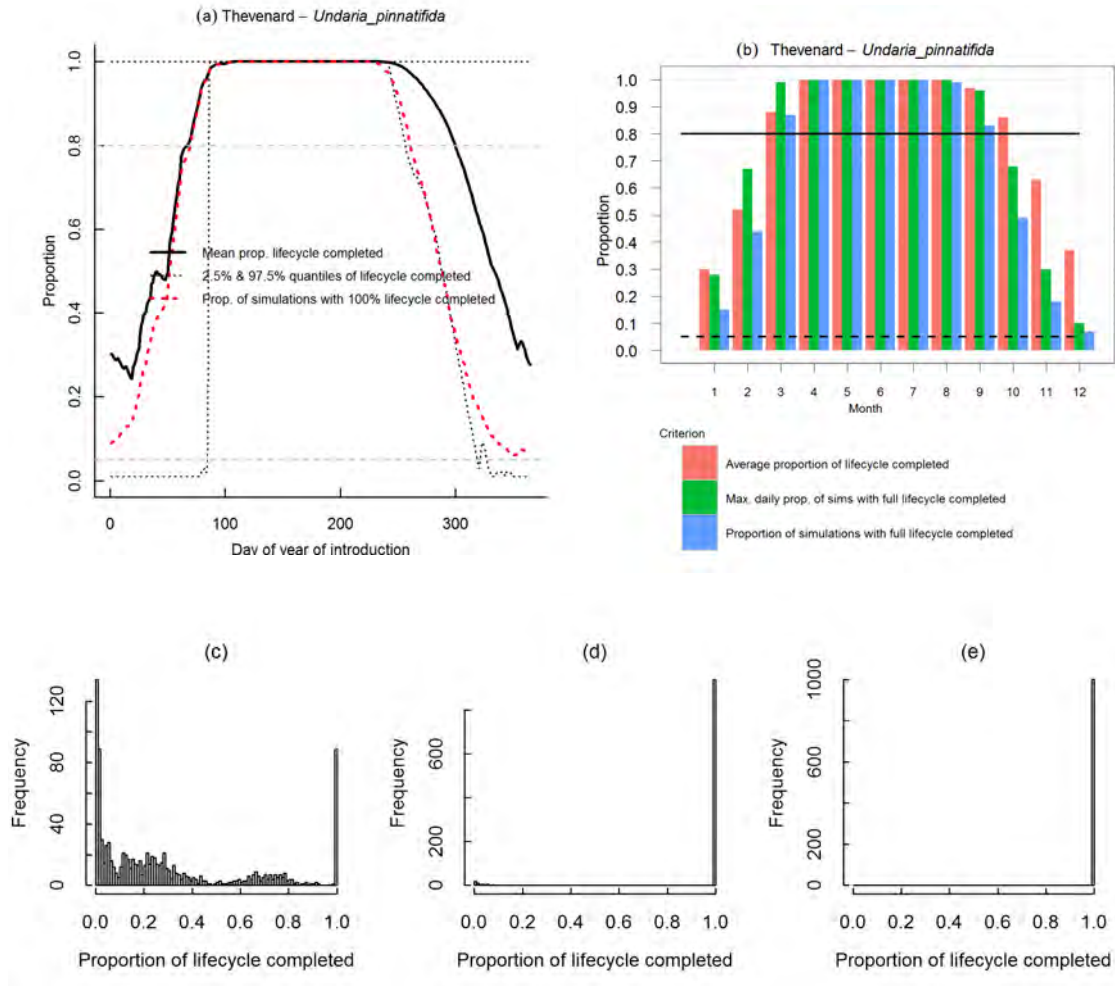 (a) Thevenard – Undaria_pinnatifida
Proportion
1.0
0.8
0.6
0.4
0.2
0.0
Mean prop. lifecycle completed
2.5% & 97.5% quantiles of lifecycle completed
Prop. of simulations with 100% lifecycle completed
0 100 200 300
Day of year of introduction
(b) Thevenard – Undaria_pinnatifida
Proportion
1.0
0.9
0.8
0.7
0.6
0.5
0.4
0.3
0.2
0.1
0.0
1 2 3 4 5 6 7 8 9 10 11 12
Month
Criterion
Average proportion of lifecycle completed
Max. daily prop. of sims with full lifecycle completed
Proportion of simulations with full lifecycle completed
(c)
Frequency
120
80
40
0
0.0 0.2 0.4 0.6 0.8 1.0
Proportion of lifecycle completed
(d)
Frequency
600
400
200
0
0.0 0.2 0.4 0.6 0.8 1.0
Proportion of lifecycle completed
(e)
Frequency
1000
800
600
400
200
0
0.0 0.2 0.4 0.6 0.8 1.0
Proportion of lifecycle completed